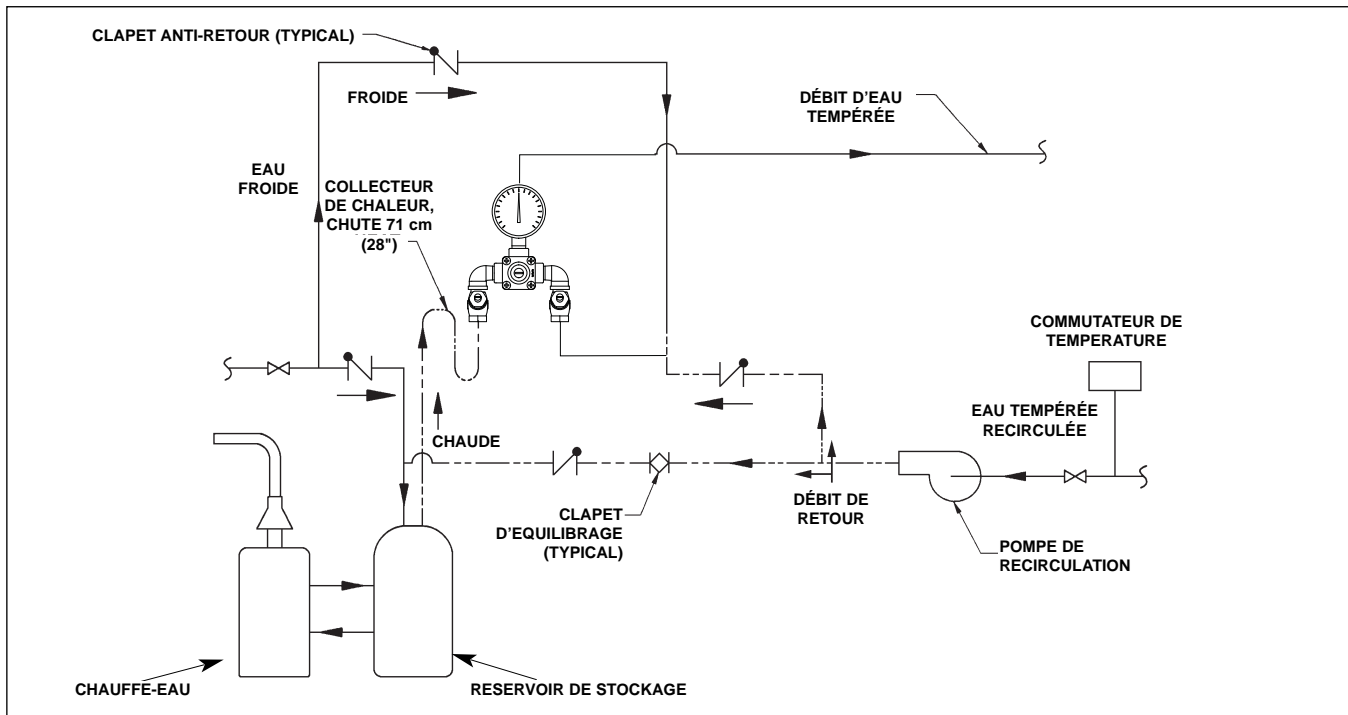 CLAPET ANTI-RETOUR (TYPICAL)
FROIDE
DÉBIT D'EAU
TEMPÉRÉE
EAU
FROIDE
COLLECTEUR
DE CHALEUR,
CHUTE 71 cm
(28")
COMMUTATEUR DE
TEMPERATURE
EAU TEMPÉRÉE
RECIRCULÉE
CHAUDE
CLAPET
D'EQUILIBRAGE
(TYPICAL)
DÉBIT DE
RETOUR
POMPE DE
RECIRCULATION
CHAUFFE-EAU
RESERVOIR DE STOCKAGE